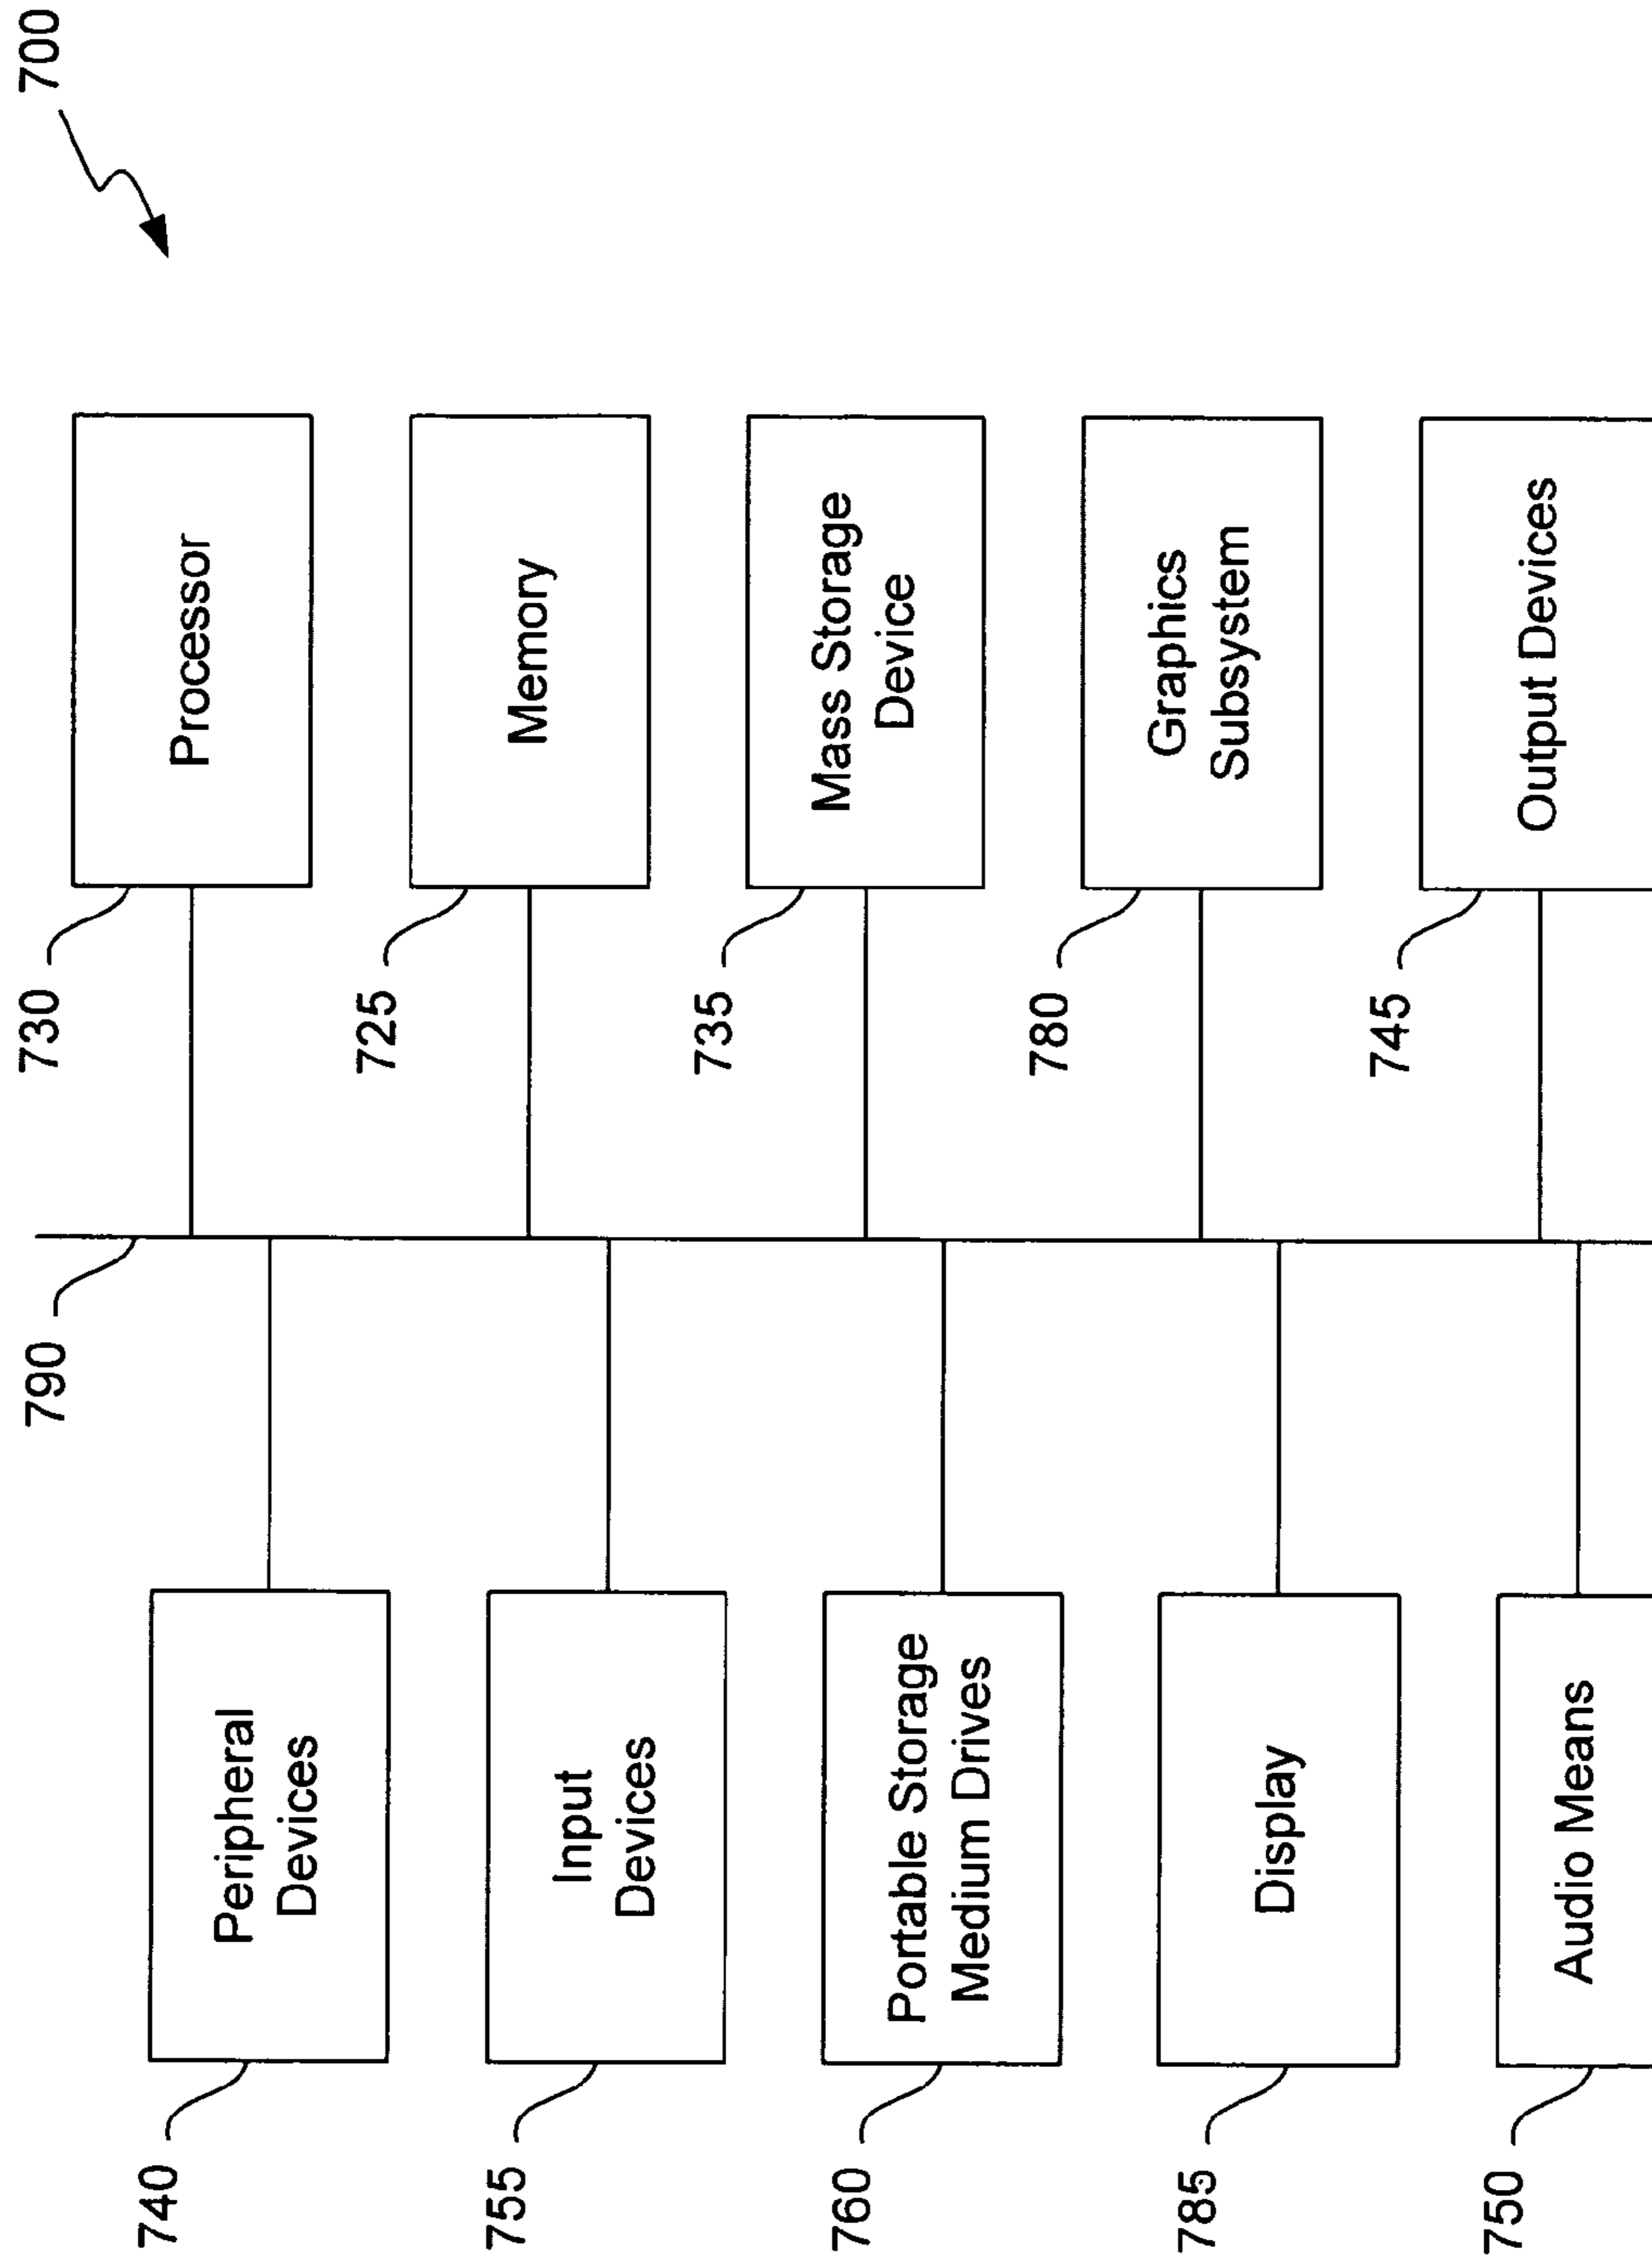 700
730
Processor
725
Memory
735
Mass Storage
Device
780
Graphics
Subsystem
745
Output Devices
790
740
Peripheral
Devices
755
Input
Devices
760
Portable Storage
Medium Drives
785
Display
750
Audio Means